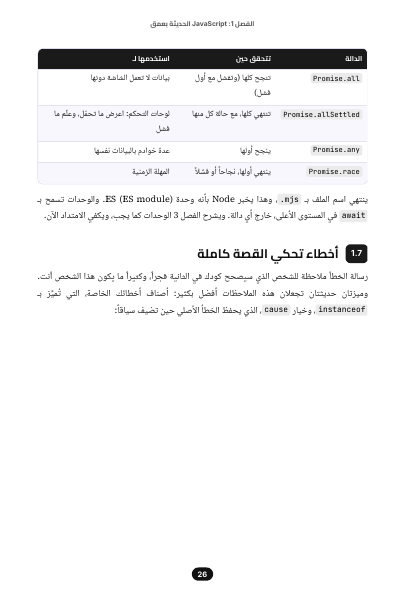 الفصل 1: JavaScript الحديثة بعمق
الدالة تتحقق حين استخدمها لـ
Promise.all تنجح كلها (وتفشل مع أول بيانات لا تعمل الشاشة دونها
فشل)
Promise.allSettled تنتهي كلها، مع حالة كل منها لوحات التحكم: اعرض ما تحمّل، وعلّم ما
فشل
Promise.any ينجح أولها عدة خوادم بالبيانات نفسها
Promise.race ينتهي أولها، نجاحاً أو فشلاً المهلة الزمنية
ينتهي اسم الملف بـ .mjs، وهذا يخبر Node بأنه وحدة ES (ES module). والوحدات تسمح بـ
await في المستوى الأعلى، خارج أي دالة. ويشرح الفصل 3 الوحدات كما يجب، ويكفي الامتداد الآن.
1.7 أخطاء تحكي القصة كاملة
رسالة الخطأ ملاحظة للشخص الذي سيصحح كودك في الثانية فجراً، وكثيراً ما يكون هذا الشخص أنت.
وميزتان حديثتان تجعلان هذه الملاحظات أفضل بكثير: أصناف أخطائك الخاصة، التي تُميَّز بـ
instanceof، وخيار cause، الذي يحفظ الخطأ الأصلي حين تضيف سياقاً:
26